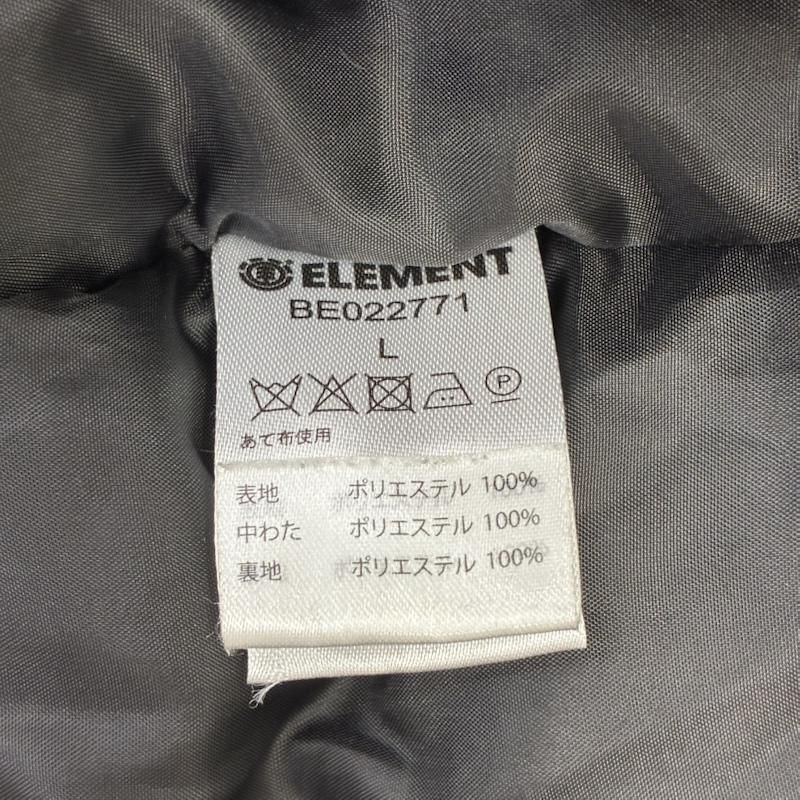 ELEMENT
BE022771
L
P
あて布使用
表地 ポリエステル 100%
中わた ポリエステル 100%
裏地 ポリエステル 100%